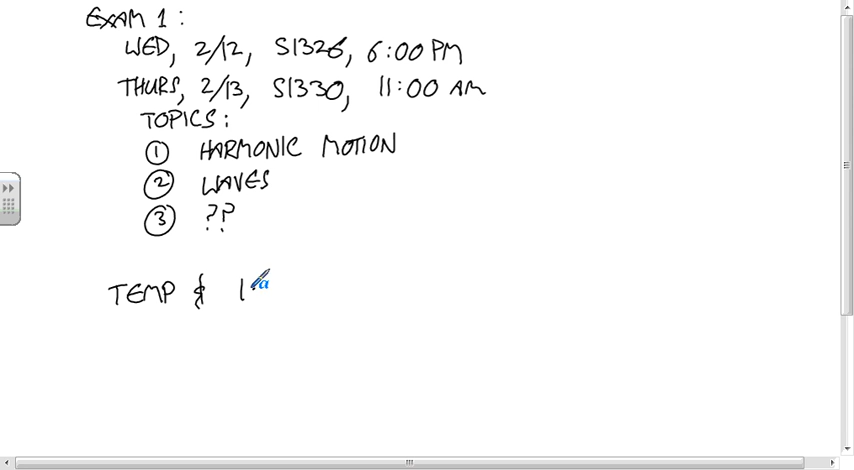 EXAM 1:
WED, 2/12, S1326, 6:00 PM
THURS, 2/13, S1330, 11:00 AM
TOPICS:
① HARMONIC MOTION
② WAVES
③ ??
TEMP &